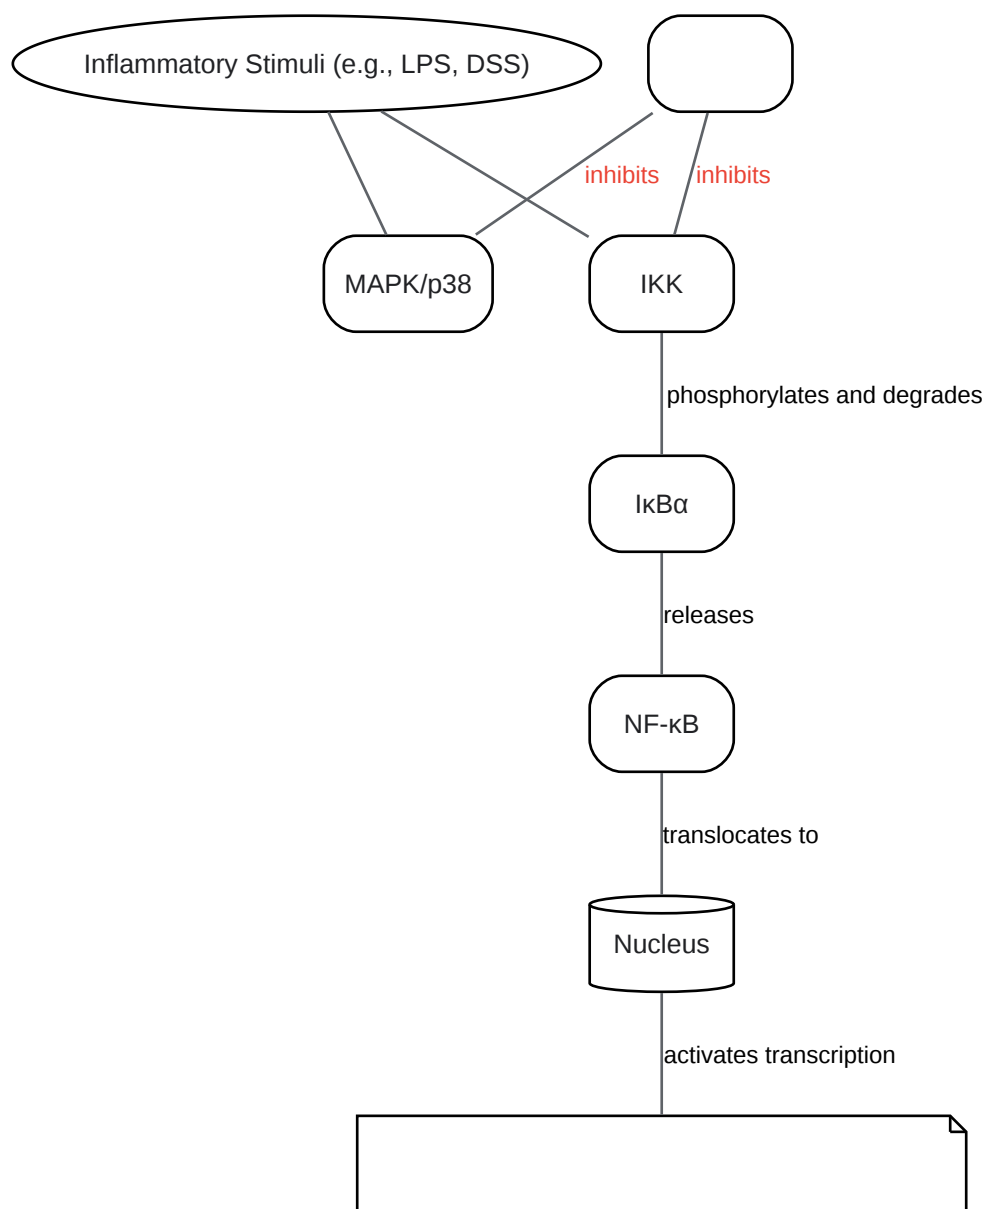 Inflammatory Stimuli (e.g., LPS, DSS)
inhibits
inhibits
MAPK/p38
IKK
phosphorylates and degrades
IκBα
releases
NF-κB
translocates to
Nucleus
activates transcription